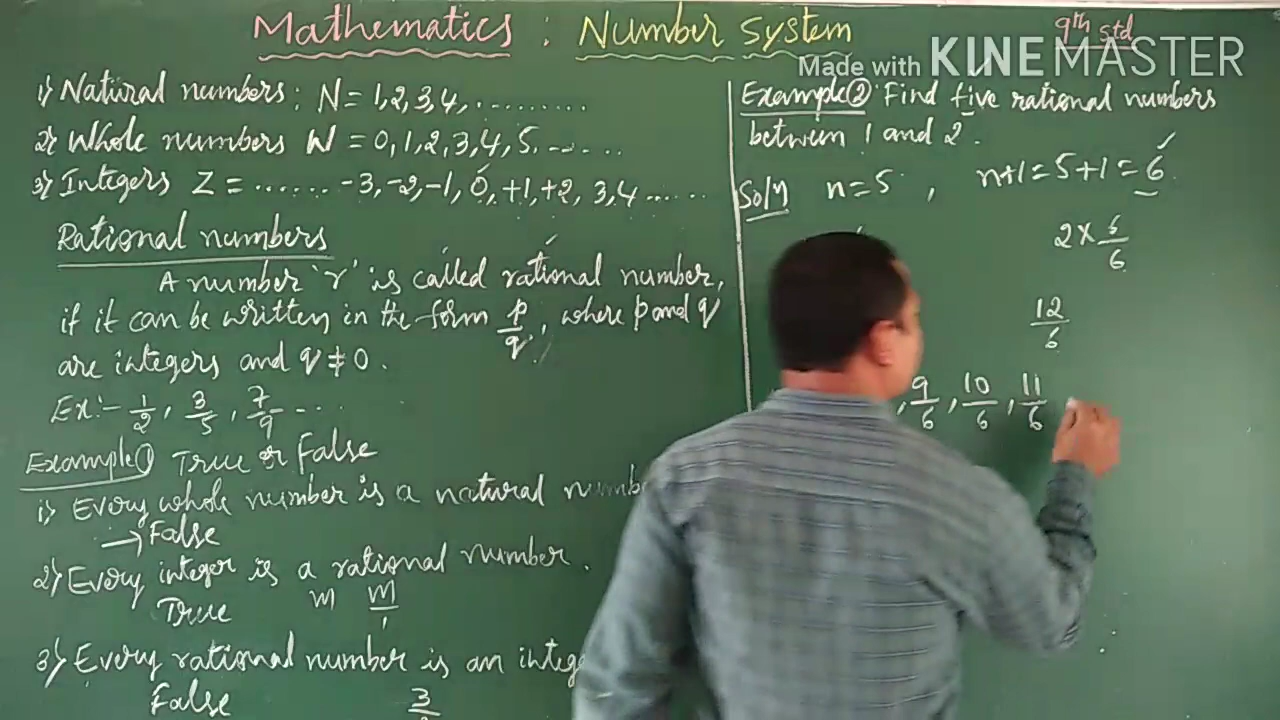 Mathematics : Number System
9th std
Made with KINEMASTER
1) Natural numbers: N = 1, 2, 3, 4, .........
2) Whole numbers W = 0, 1, 2, 3, 4, 5, .......
3) Integers Z = ...... -3, -2, -1, 0, +1, +2, 3, 4 ......
Rational numbers
A number 'r' is called rational number,
if it can be written in the form p/q, where p and q
are integers and q ≠ 0.
Ex:- 1/2, 3/5, 7/9 ....
Example① True or False
i) Every whole number is a natural
→ False
2) Every integer is a rational number.
True m m/1
3) Every rational number is an
False
Example② Find five rational numbers
between 1 and 2.
Soln n = 5 , n+1 = 5+1 = 6
2 × 6/6
12/6
, 9/6, 10/6, 11/6